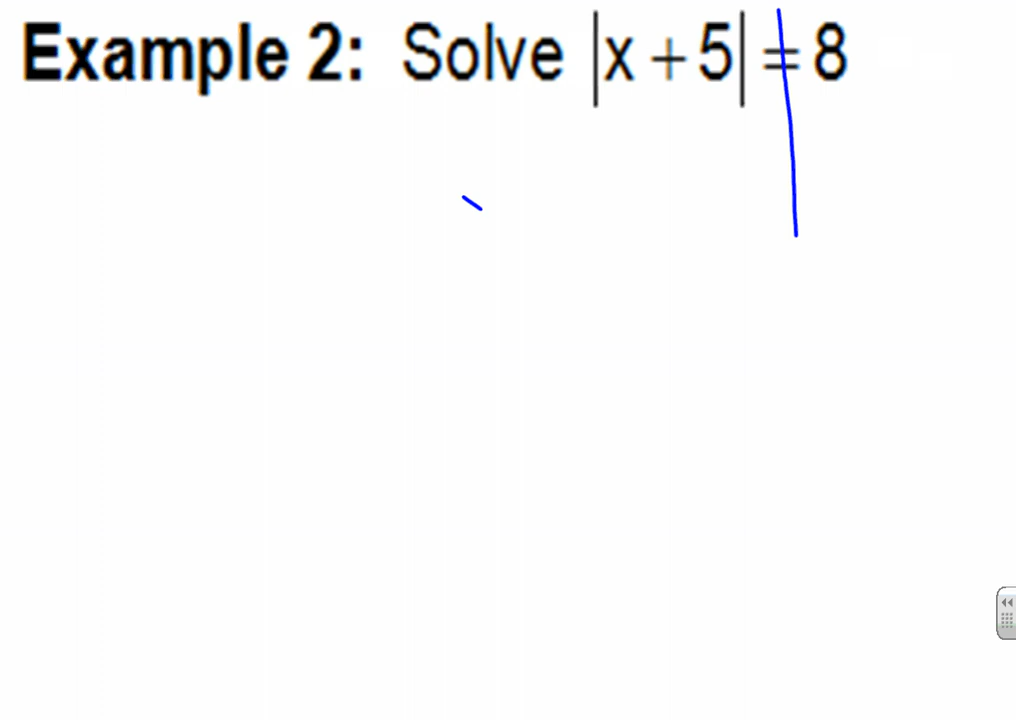 Example 2: Solve |x + 5| = 8